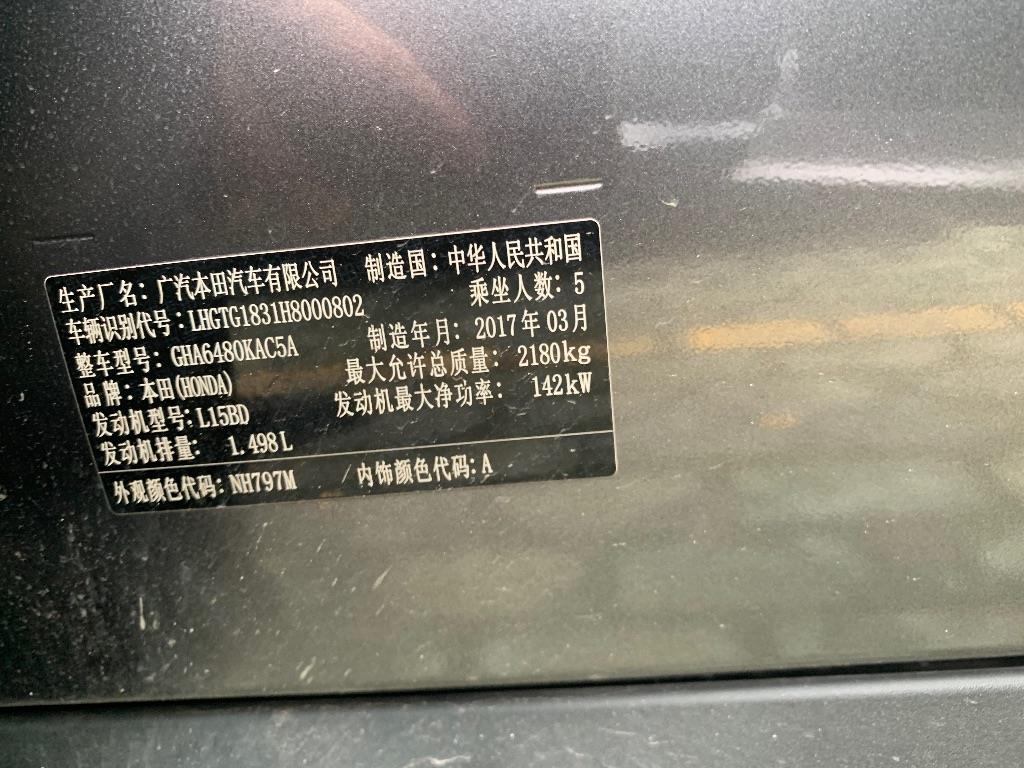 生产厂名：广汽本田汽车有限公司 制造国：中华人民共和国
车辆识别代号：LHGTG1831H8000802 乘坐人数：5
整车型号：GHA6480KAC5A 制造年月：2017年03月
品牌：本田(HONDA) 最大允许总质量：2180kg
发动机型号：L15BD 发动机最大净功率：142kW
发动机排量：1.498L
外观颜色代码：NH797M / 内饰颜色代码：A